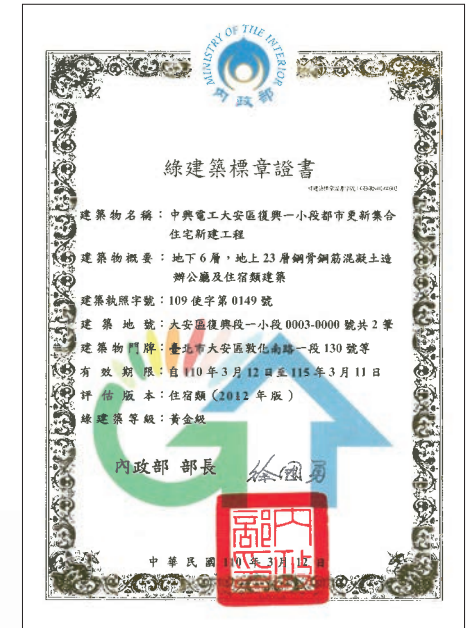 MINISTRY OF THE INTERIOR
內政部
綠建築標章證書
建築物名稱：中興電工大安區復興一小段都市更新集合
住宅新建工程
建築物概要：地下6層，地上23層鋼骨鋼筋混凝土造
辦公廳及住宿類建築
建築執照字號：109使字第0149號
建築地號：大安區復興段一小段0003-0000號共2筆
建築物門牌：臺北市大安區敦化南路一段130號等
有效期限：自110年3月12日至115年3月11日
評估版本：住宿類（2012年版）
綠建築等級：黃金級
內政部 部長 徐國勇
內政部印
中華民國110年3月12日